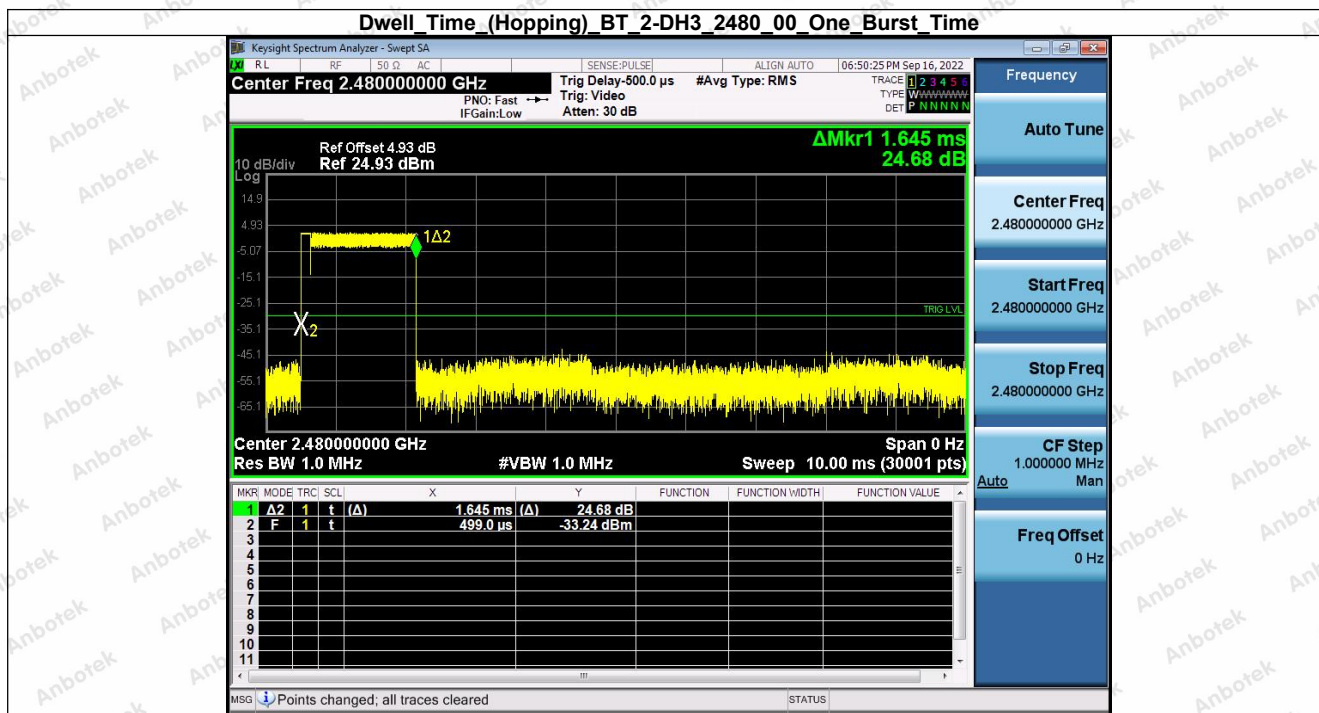 Dwell_Time_(Hopping)_BT_2-DH3_2480_00_One_Burst_Time
Keysight Spectrum Analyzer - Swept SA
LXI RL RF 50 Ω AC SENSE:PULSE ALIGN AUTO 06:50:25 PM Sep 16, 2022
Center Freq 2.480000000 GHz
PNO: Fast
IFGain:Low
Trig Delay-500.0 µs
Trig: Video
Atten: 30 dB
#Avg Type: RMS
TRACE 1 2 3 4 5 6
TYPE WWWWWW
DET P N N N N N
ΔMkr1 1.645 ms
24.68 dB
Ref Offset 4.93 dB
10 dB/div Ref 24.93 dBm
Log
14.9
4.93
-5.07
-15.1
-25.1
-35.1
-45.1
-55.1
-65.1
1Δ2
2
TRIG LVL
Center 2.480000000 GHz Span 0 Hz
Res BW 1.0 MHz #VBW 1.0 MHz Sweep 10.00 ms (30001 pts)
MKR MODE TRC SCL X Y FUNCTION FUNCTION WIDTH FUNCTION VALUE
1 Δ2 1 t (Δ) 1.645 ms (Δ) 24.68 dB
2 F 1 t 499.0 µs -33.24 dBm
3
4
5
6
7
8
9
10
11
MSG Points changed; all traces cleared STATUS
Frequency
Auto Tune
Center Freq
2.480000000 GHz
Start Freq
2.480000000 GHz
Stop Freq
2.480000000 GHz
CF Step
1.000000 MHz
Auto Man
Freq Offset
0 Hz
Anbotek